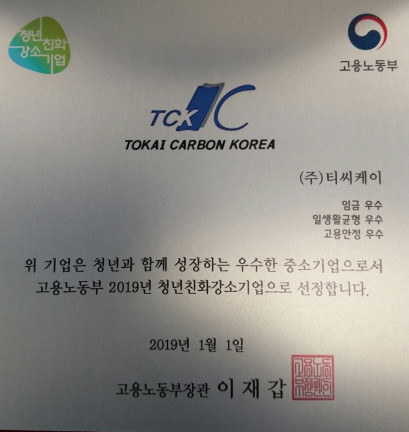 청년친화
강소기업
고용노동부
TCK
TOKAI CARBON KOREA
(주)티씨케이
임금 우수
일생활균형 우수
고용안정 우수
위 기업은 청년과 함께 성장하는 우수한 중소기업으로서
고용노동부 2019년 청년친화강소기업으로 선정합니다.
2019년 1월 1일
고용노동부장관 이재갑